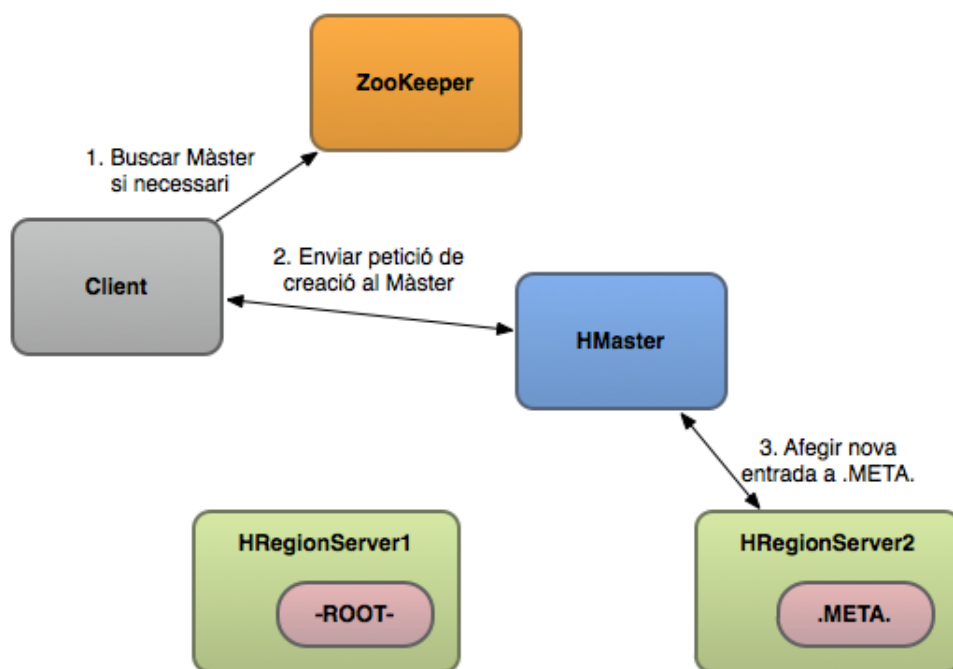 ZooKeeper
1. Buscar Màster
si necessari
Client
2. Enviar petició de
creació al Màster
HMaster
3. Afegir nova
entrada a .META.
HRegionServer1
-ROOT-
HRegionServer2
.META.